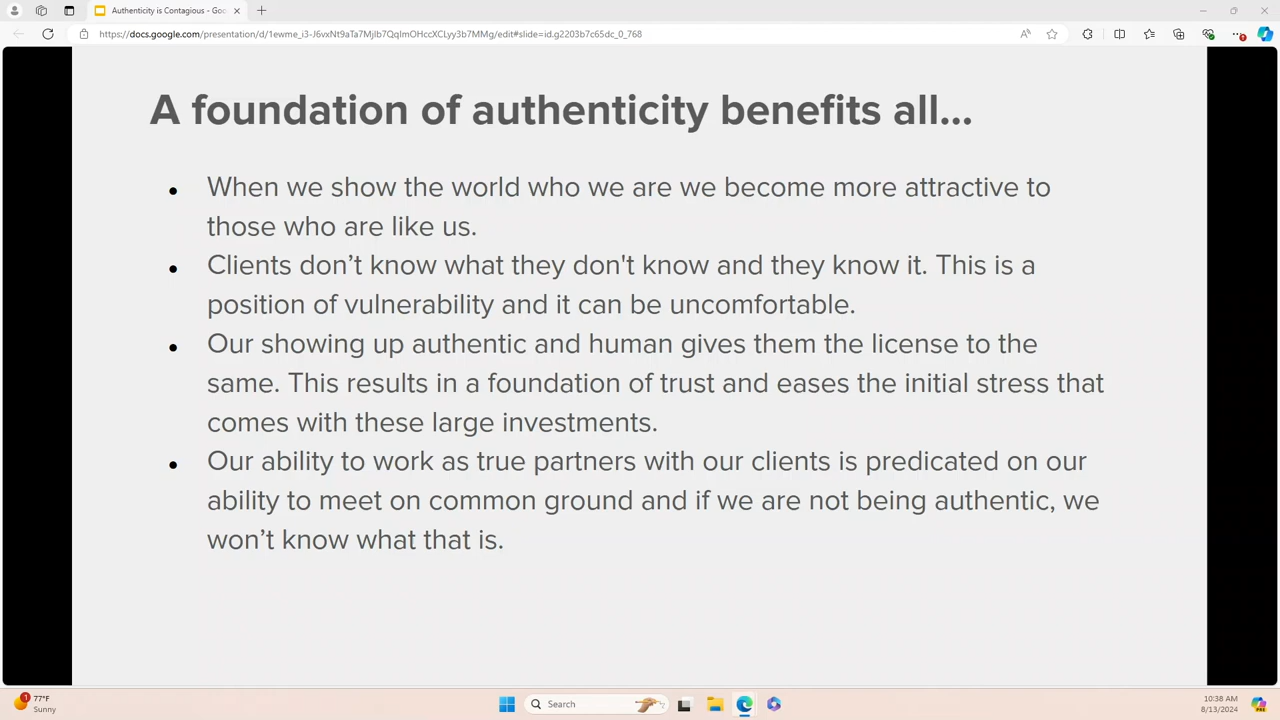 Authenticity is Contagious - Goo
https://docs.google.com/presentation/d/1ewme_i3-J6vxNt9aTa7Mjlb7QqImOHccXCLyy3b7MMg/edit#slide=id.g2203b7c65dc_0_768
A foundation of authenticity benefits all...
• When we show the world who we are we become more attractive to
those who are like us.
• Clients don’t know what they don't know and they know it. This is a
position of vulnerability and it can be uncomfortable.
• Our showing up authentic and human gives them the license to the
same. This results in a foundation of trust and eases the initial stress that
comes with these large investments.
• Our ability to work as true partners with our clients is predicated on our
ability to meet on common ground and if we are not being authentic, we
won’t know what that is.
1
77°F
Sunny
Search
10:38 AM
8/13/2024